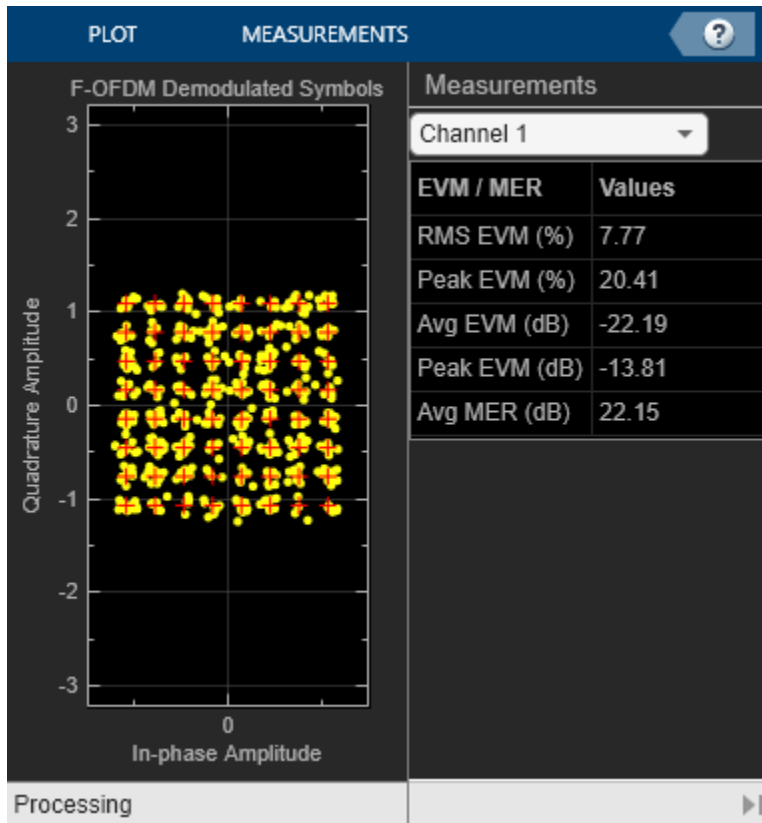 PLOT MEASUREMENTS ?
F-OFDM Demodulated Symbols
3
2
1
0
-1
-2
-3
Quadrature Amplitude
0
In-phase Amplitude
Measurements
Channel 1
EVM / MER Values
RMS EVM (%) 7.77
Peak EVM (%) 20.41
Avg EVM (dB) -22.19
Peak EVM (dB) -13.81
Avg MER (dB) 22.15
Processing